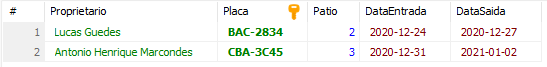 # Proprietario Placa Patio DataEntrada DataSaida
1 Lucas Guedes BAC-2834 2 2020-12-24 2020-12-27
2 Antonio Henrique Marcondes CBA-3C45 3 2020-12-31 2021-01-02